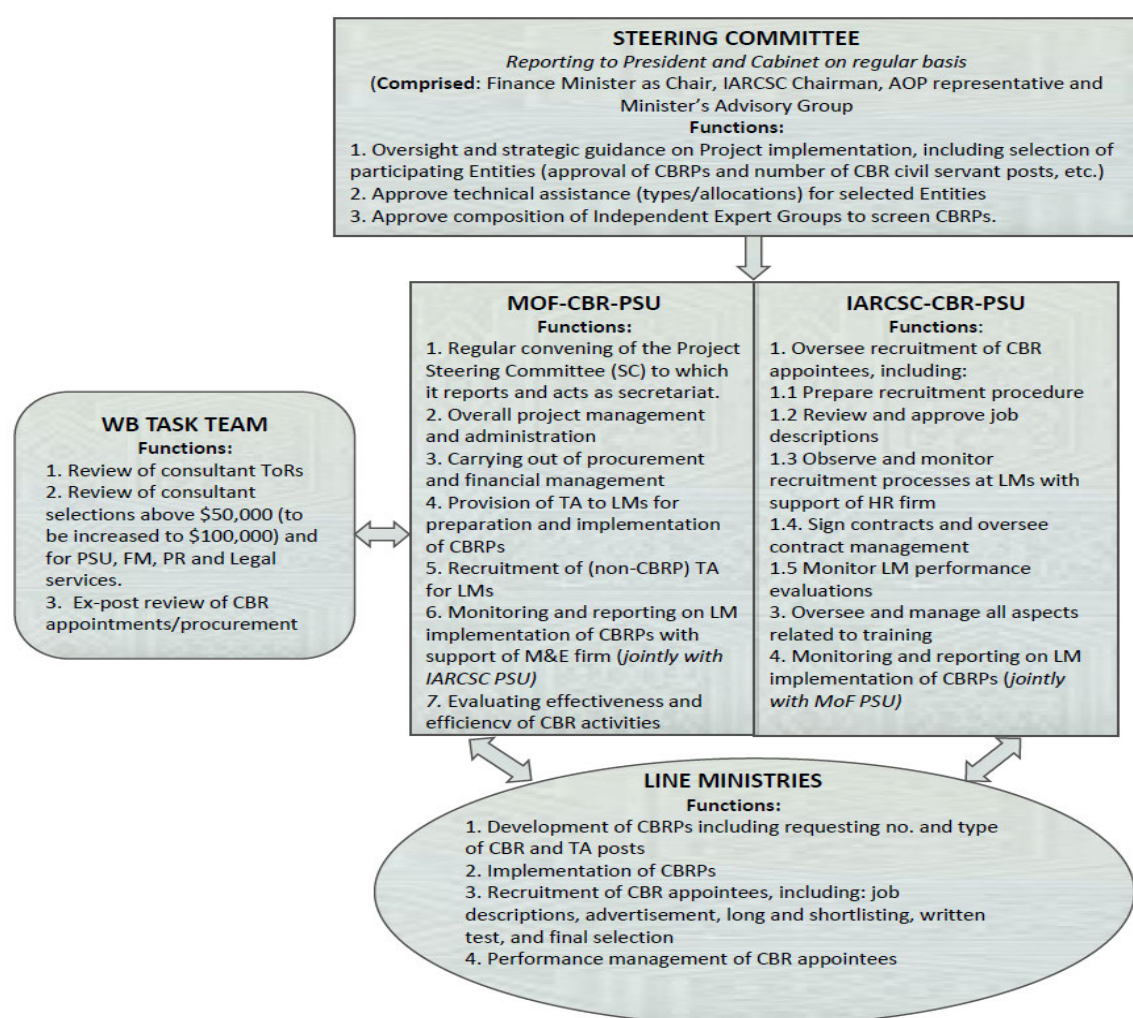 STEERING COMMITTEE
Reporting to President and Cabinet on regular basis
(Comprised: Finance Minister as Chair, IARCSC Chairman, AOP representative and
Minister’s Advisory Group
Functions:
1. Oversight and strategic guidance on Project implementation, including selection of
participating Entities (approval of CBRPs and number of CBR civil servant posts, etc.)
2. Approve technical assistance (types/allocations) for selected Entities
3. Approve composition of Independent Expert Groups to screen CBRPs.
WB TASK TEAM
Functions:
1. Review of consultant ToRs
2. Review of consultant
selections above $50,000 (to
be increased to $100,000) and
for PSU, FM, PR and Legal
services.
3. Ex-post review of CBR
appointments/procurement
MOF-CBR-PSU
Functions:
1. Regular convening of the Project
Steering Committee (SC) to which
it reports and acts as secretariat.
2. Overall project management
and administration
3. Carrying out of procurement
and financial management
4. Provision of TA to LMs for
preparation and implementation
of CBRPs
5. Recruitment of (non-CBRP) TA
for LMs
6. Monitoring and reporting on LM
implementation of CBRPs with
support of M&E firm (jointly with
IARCSC PSU)
7. Evaluating effectiveness and
efficiency of CBR activities
IARCSC-CBR-PSU
Functions:
1. Oversee recruitment of CBR
appointees, including:
1.1 Prepare recruitment procedure
1.2 Review and approve job
descriptions
1.3 Observe and monitor
recruitment processes at LMs with
support of HR firm
1.4. Sign contracts and oversee
contract management
1.5 Monitor LM performance
evaluations
3. Oversee and manage all aspects
related to training
4. Monitoring and reporting on LM
implementation of CBRPs (jointly
with MoF PSU)
LINE MINISTRIES
Functions:
1. Development of CBRPs including requesting no. and type
of CBR and TA posts
2. Implementation of CBRPs
3. Recruitment of CBR appointees, including: job
descriptions, advertisement, long and shortlisting, written
test, and final selection
4. Performance management of CBR appointees